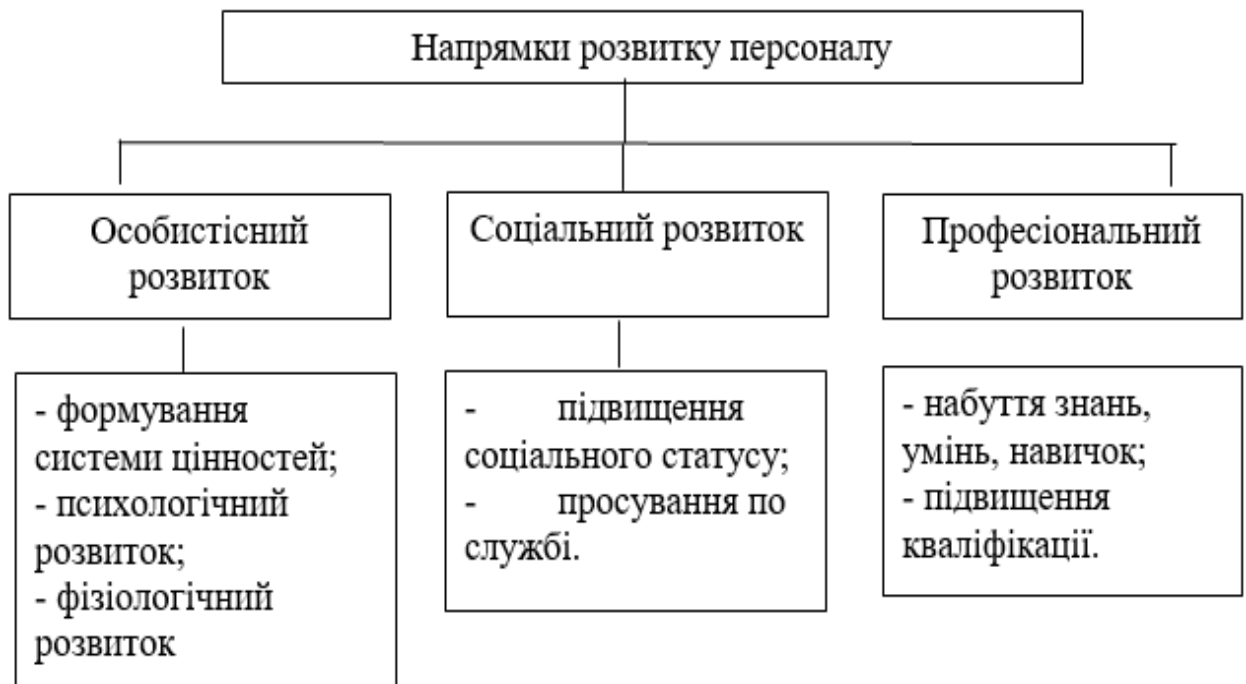 Напрямки розвитку персоналу
Особистісний
розвиток
Соціальний розвиток
Професіональний
розвиток
- формування
системи цінностей;
- психологічний
розвиток;
- фізіологічний
розвиток
- підвищення
соціального статусу;
- просування по
службі.
- набуття знань,
умінь, навичок;
- підвищення
кваліфікації.